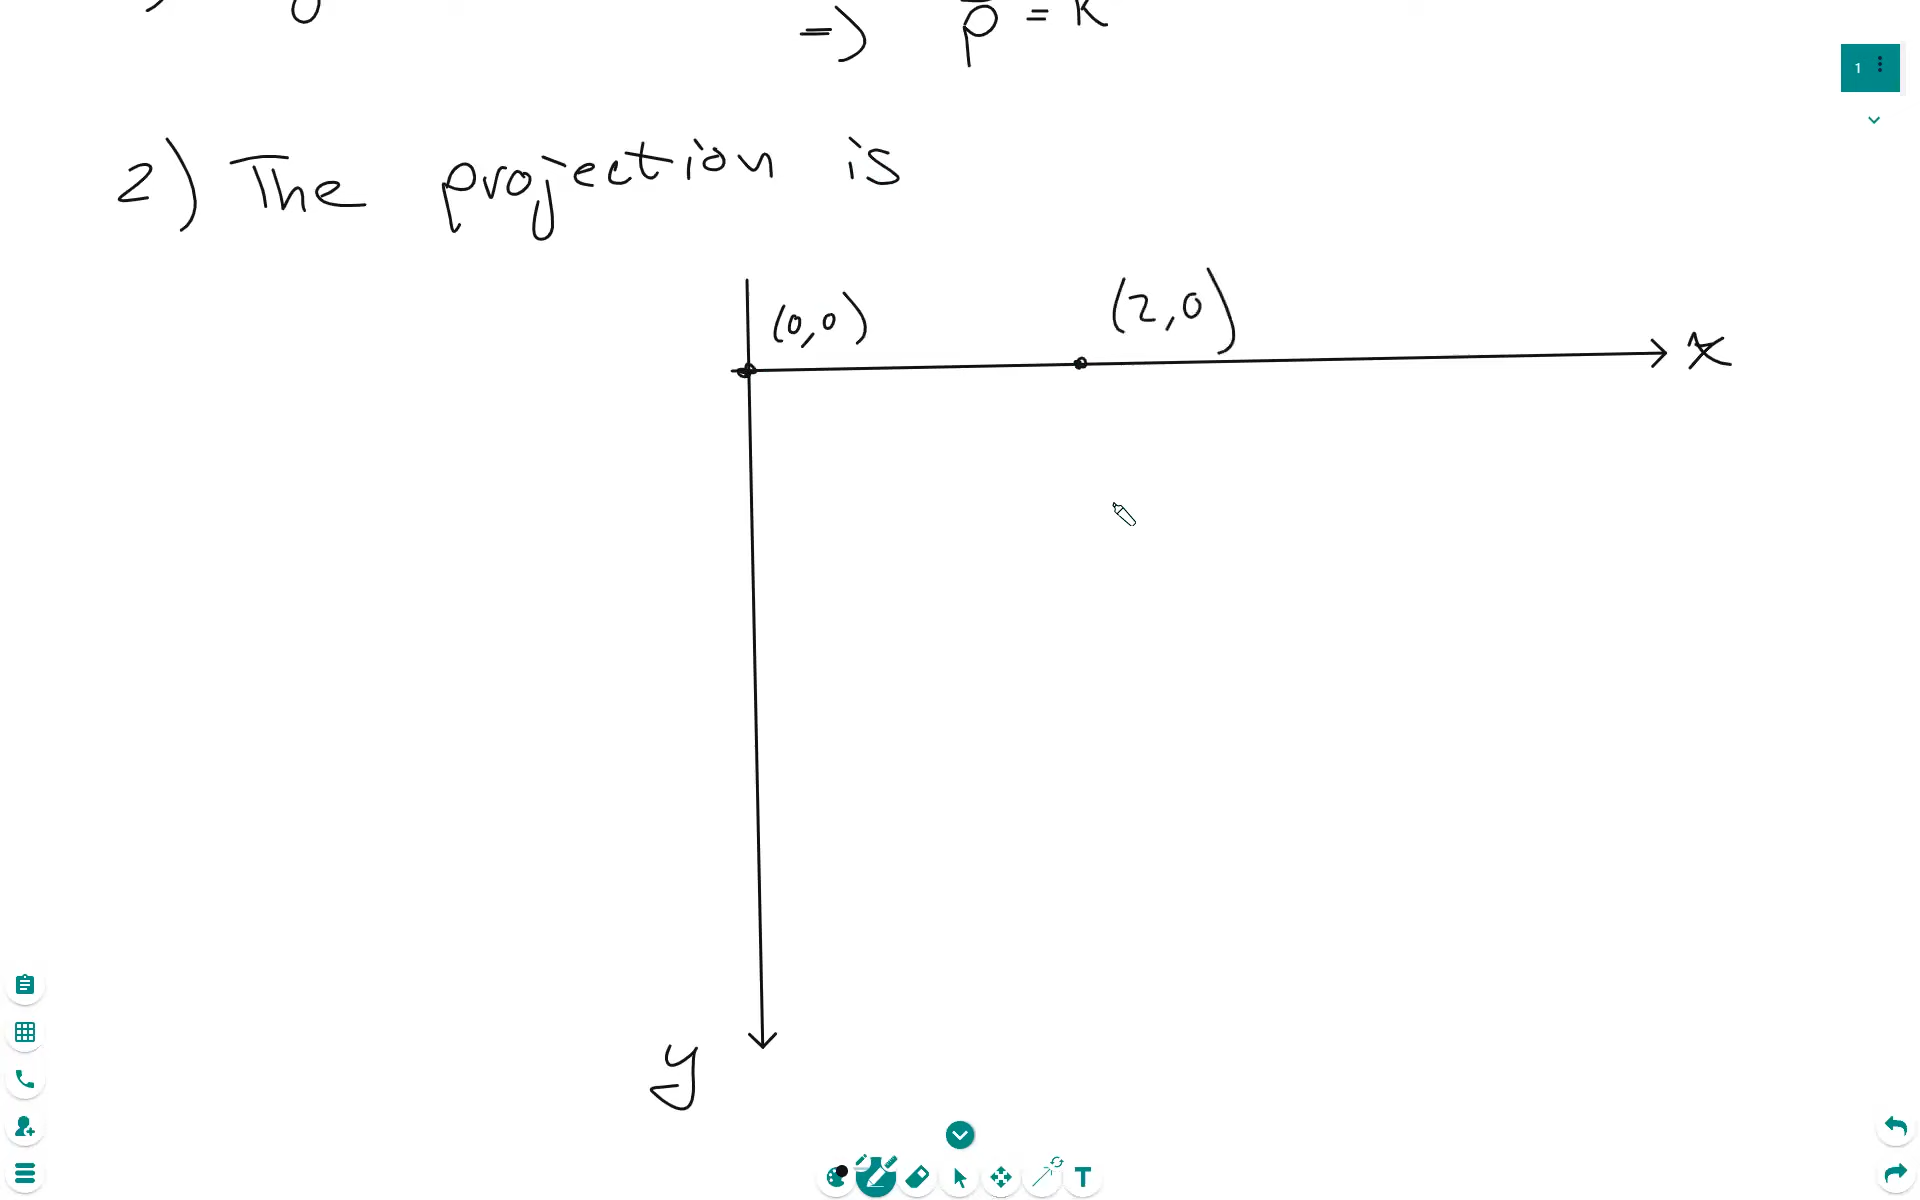 => p̄ = k
2) The projection is
(0,0) (2,0)
x
y
1
T